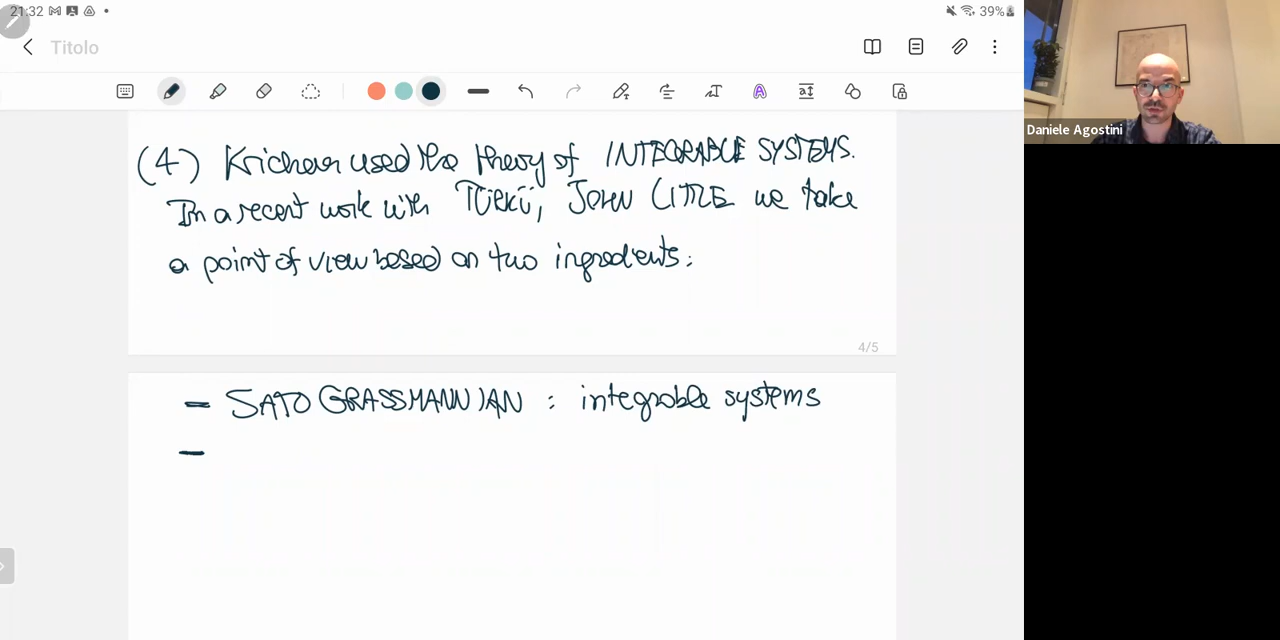 21:32
39%
Titolo
Daniele Agostini
(4) Krichever used the theory of INTEGRABLE SYSTEMS.
In a recent work with TÜRKÜ, JOHN LITTLE we take
a point of view based on two ingredients:
4/5
- SATO GRASSMANNIAN : integrable systems
-